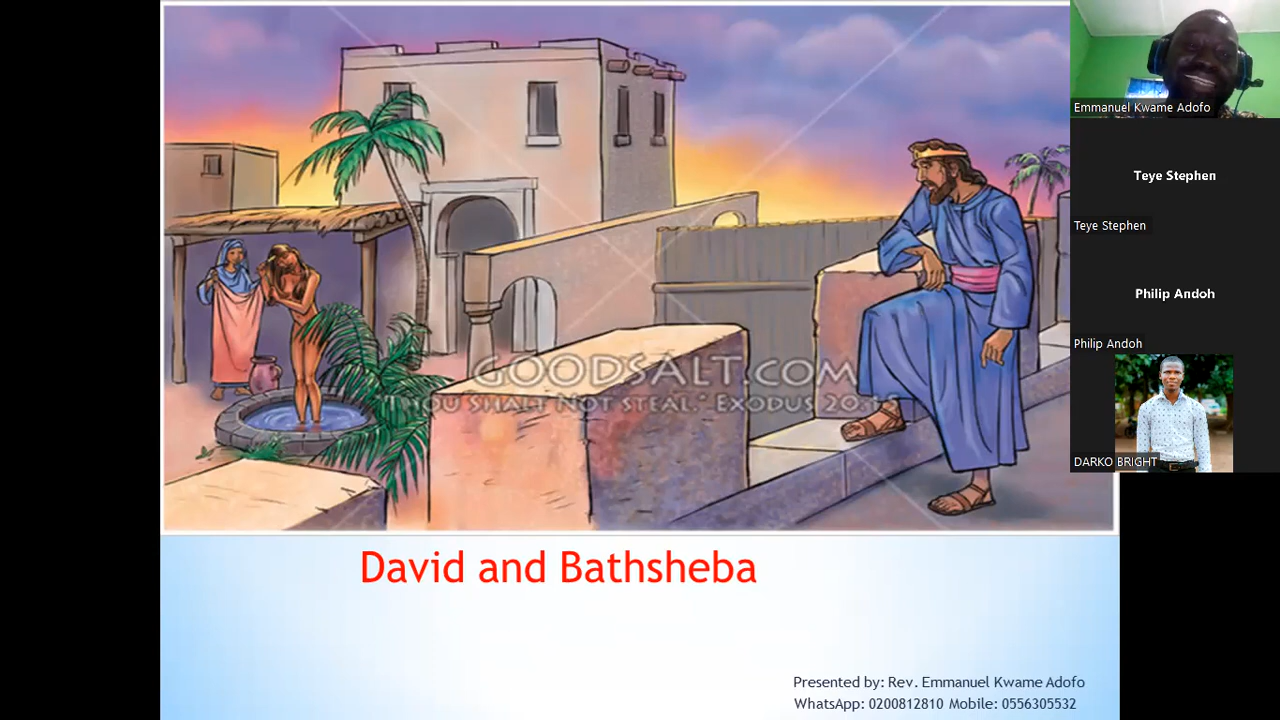 GOODSALT.COM
"THOU SHALT NOT STEAL." EXODUS 20:15
David and Bathsheba
Presented by: Rev. Emmanuel Kwame Adofo
WhatsApp: 0200812810 Mobile: 0556305532
Emmanuel Kwame Adofo
Teye Stephen
Teye Stephen
Philip Andoh
Philip Andoh
DARKO BRIGHT